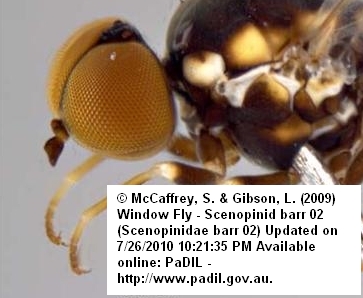 © McCaffrey, S. & Gibson, L. (2009)
Window Fly - Scenopinid barr 02
(Scenopinidae barr 02) Updated on
7/26/2010 10:21:35 PM Available
online: PaDIL -
http://www.padil.gov.au.